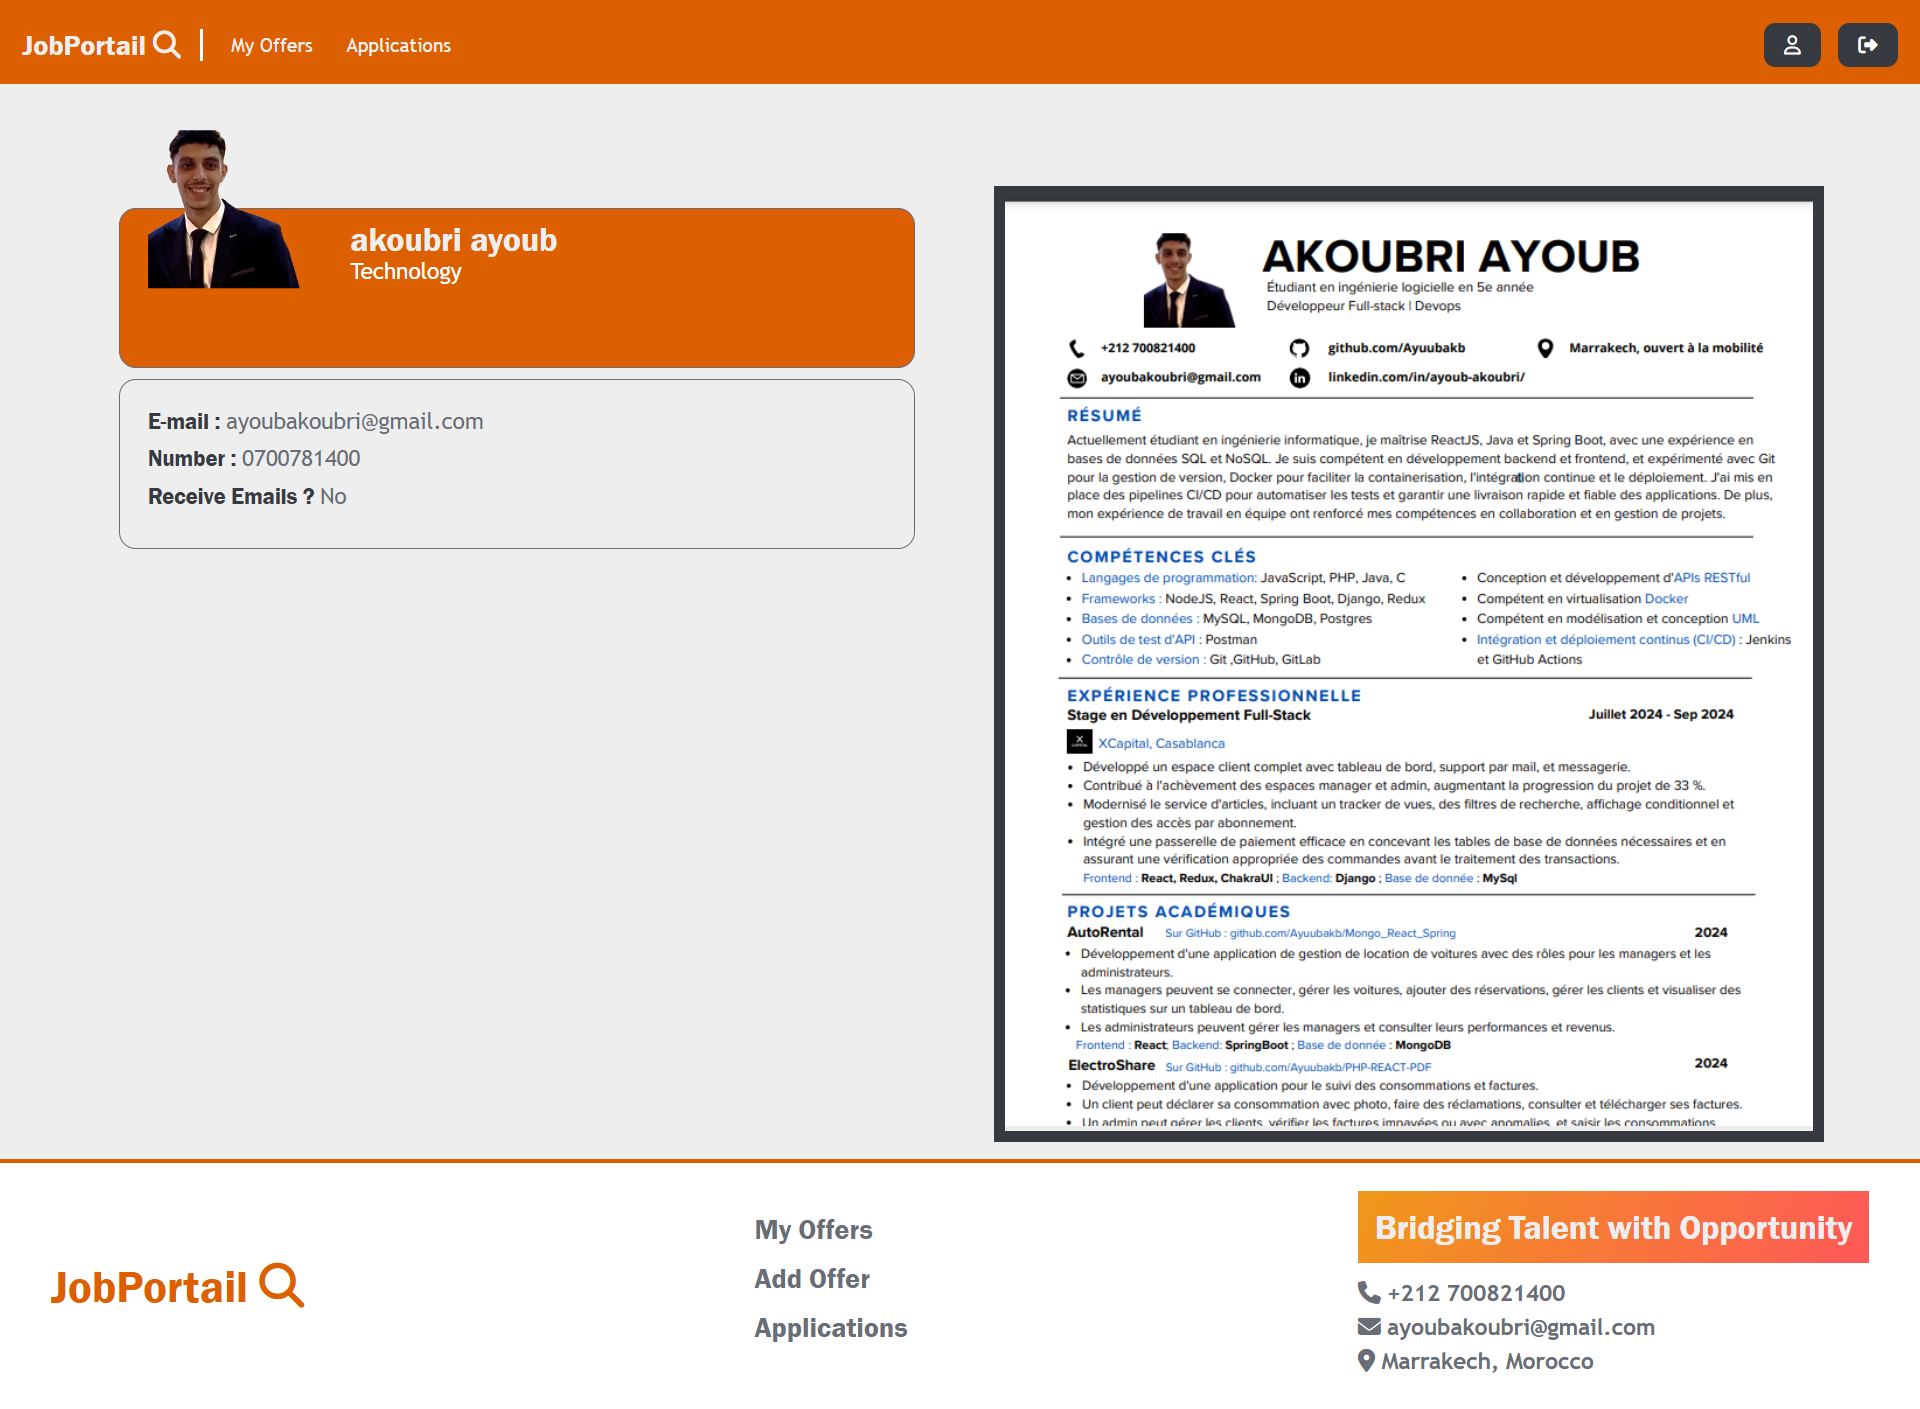 JobPortail
My Offers
Applications
akoubri ayoub
Technology
E-mail : ayoubakoubri@gmail.com
Number : 0700781400
Receive Emails ? No
AKOUBRI AYOUB
Étudiant en ingénierie logicielle en 5e année
Développeur Full-stack | Devops
+212 700821400
github.com/Ayuubakb
Marrakech, ouvert à la mobilité
ayoubakoubri@gmail.com
linkedin.com/in/ayoub-akoubri/
RÉSUMÉ
Actuellement étudiant en ingénierie informatique, je maîtrise ReactJS, Java et Spring Boot, avec une expérience en
bases de données SQL et NoSQL. Je suis compétent en développement backend et frontend, et expérimenté avec Git
pour la gestion de version, Docker pour faciliter la containerisation, l'intégration continue et le déploiement. J'ai mis en
place des pipelines CI/CD pour automatiser les tests et garantir une livraison rapide et fiable des applications. De plus,
mon expérience de travail en équipe ont renforcé mes compétences en collaboration et en gestion de projets.
COMPÉTENCES CLÉS
• Langages de programmation: JavaScript, PHP, Java, C
• Frameworks : NodeJS, React, Spring Boot, Django, Redux
• Bases de données : MySQL, MongoDB, Postgres
• Outils de test d'API : Postman
• Contrôle de version : Git ,GitHub, GitLab
• Conception et développement d'APIs RESTful
• Compétent en virtualisation Docker
• Compétent en modélisation et conception UML
• Intégration et déploiement continus (CI/CD) : Jenkins
et GitHub Actions
EXPÉRIENCE PROFESSIONNELLE
Stage en Développement Full-Stack
Juillet 2024 - Sep 2024
X CAPITAL
XCapital, Casablanca
• Développé un espace client complet avec tableau de bord, support par mail, et messagerie.
• Contribué à l'achèvement des espaces manager et admin, augmentant la progression du projet de 33 %.
• Modernisé le service d'articles, incluant un tracker de vues, des filtres de recherche, affichage conditionnel et
gestion des accès par abonnement.
• Intégré une passerelle de paiement efficace en concevant les tables de base de données nécessaires et en
assurant une vérification appropriée des commandes avant le traitement des transactions.
Frontend : React, Redux, ChakraUI ; Backend: Django ; Base de donnée : MySql
PROJETS ACADÉMIQUES
AutoRental Sur GitHub : github.com/Ayuubakb/Mongo_React_Spring 2024
• Développement d'une application de gestion de location de voitures avec des rôles pour les managers et les
administrateurs.
• Les managers peuvent se connecter, gérer les voitures, ajouter des réservations, gérer les clients et visualiser des
statistiques sur un tableau de bord.
• Les administrateurs peuvent gérer les managers et consulter leurs performances et revenus.
Frontend : React; Backend: SpringBoot ; Base de donnée : MongoDB
ElectroShare Sur GitHub : github.com/Ayuubakb/PHP-REACT-PDF 2024
• Développement d'une application pour le suivi des consommations et factures.
• Un client peut déclarer sa consommation avec photo, faire des réclamations, consulter et télécharger ses factures.
• Un admin peut gérer les clients, vérifier les factures impayées ou avec anomalies, et saisir les consommations
JobPortail
My Offers
Add Offer
Applications
Bridging Talent with Opportunity
+212 700821400
ayoubakoubri@gmail.com
Marrakech, Morocco